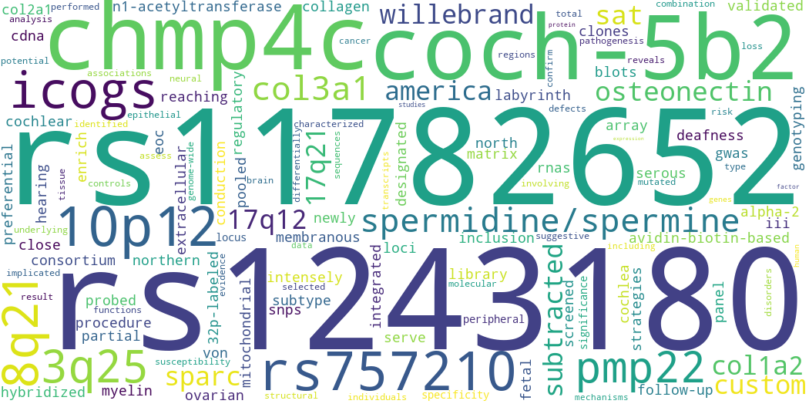 col2a1
performed
n1-acetyltransferase
collagen
willebrand
sat
combination
validated
analysis
cdna
chmp4c
coch-5b2
total
protein
clones
pathogenesis
loss
potential
cancer
regions
reveals
confirm
blots
icogs
associations
neural
reaching
col3a1
america
labyrinth
osteonectin
genotyping
cochlear
epithelial
regulatory
studies
defects
risk
rs11782652
identified
enrich
eoc
characterized
differentially
17q21
sequences
designated
north
matrix
array
deafness
preferential
hearing
tissue
controls
assess
genome-wide
conduction
pooled
brain
transcripts
rnas
involving
serous
mutated
gwas
type
expression
factor
underlying
10p12
extracellular
17q12
newly
spermidine/spermine
genes
alpha-2
iii
close
locus
membranous
loci
inclusion
avidin-biotin-based
consortium
northern
data
suggestive
including
human
implicated
rs1243180
evidence
intensely
library
subtracted
screened
significance
cochlea
strategies
panel
disorders
result
functions
8q21
probed
procedure
partial
32p-labeled
von
mitochondrial
subtype
snps
selected
integrated
serve
molecular
peripheral
3q25
susceptibility
rs757210
fetal
pmp22
col1a2
hybridized
myelin
sparc
ovarian
structural
individuals
specificity
mechanisms
follow-up
custom